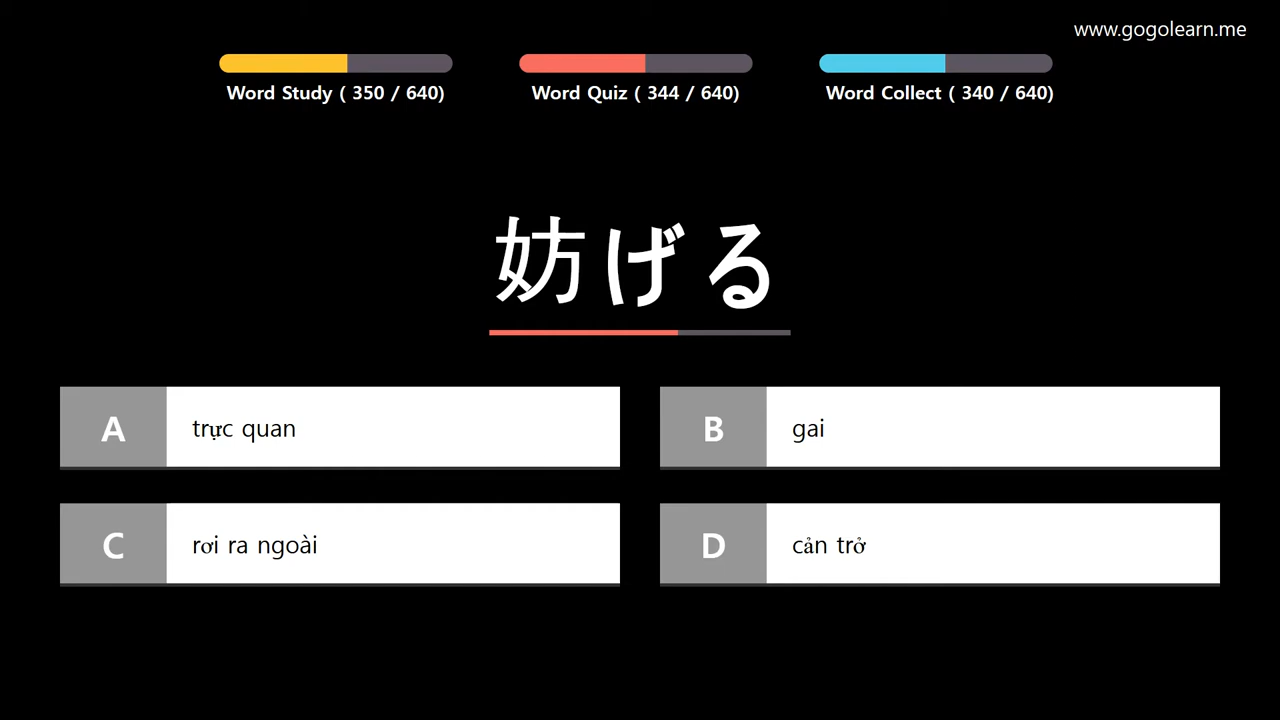 www.gogolearn.me
Word Study ( 350 / 640)
Word Quiz ( 344 / 640)
Word Collect ( 340 / 640)
妨げる
A
trực quan
B
gai
C
rơi ra ngoài
D
cản trở